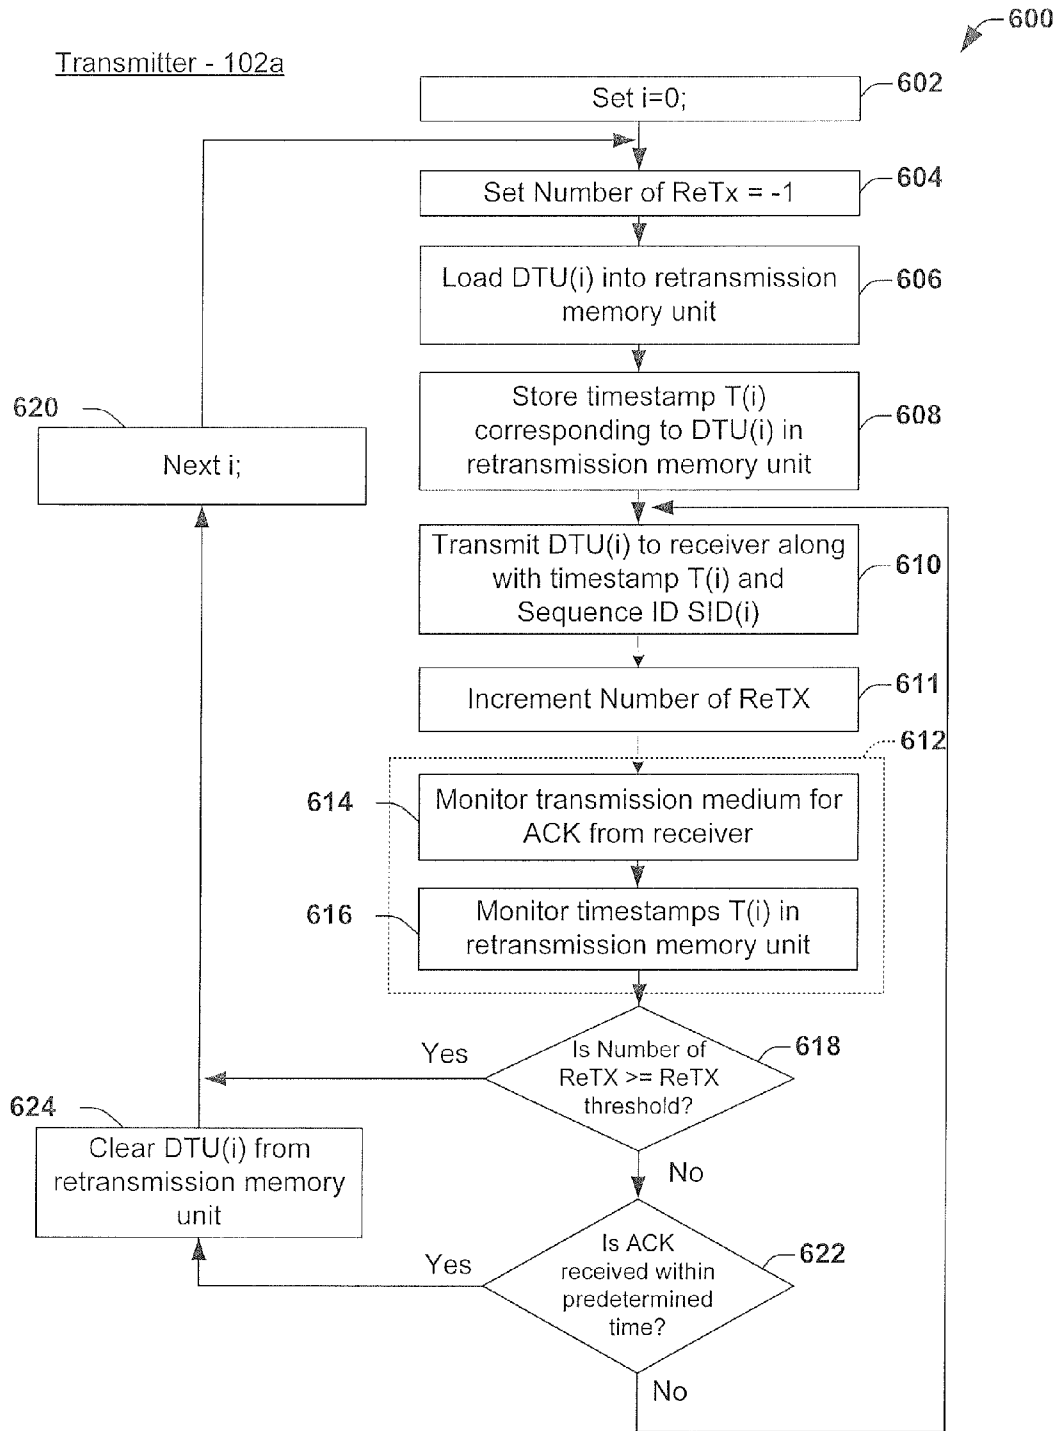 600
Transmitter - 102a
602
Set i=0;
604
Set Number of ReTx = -1
606
Load DTU(i) into retransmission
memory unit
608
Store timestamp T(i)
corresponding to DTU(i) in
retransmission memory unit
620
Next i;
610
Transmit DTU(i) to receiver along
with timestamp T(i) and
Sequence ID SID(i)
611
Increment Number of ReTX
612
614
Monitor transmission medium for
ACK from receiver
616
Monitor timestamps T(i) in
retransmission memory unit
618
Is Number of
ReTX >= ReTX
threshold?
Yes
No
624
Clear DTU(i) from
retransmission memory
unit
622
Is ACK
received within
predetermined
time?
Yes
No